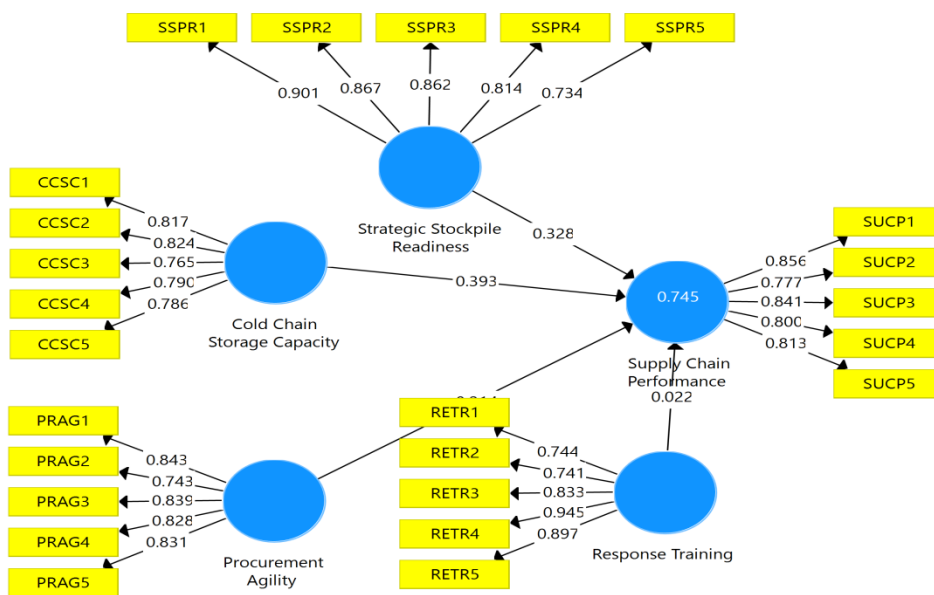 SSPR1
SSPR2
SSPR3
SSPR4
SSPR5
0.901
0.867
0.862
0.814
0.734
Strategic Stockpile
Readiness
CCSC1
CCSC2
CCSC3
CCSC4
CCSC5
0.817
0.824
0.765
0.790
0.786
Cold Chain
Storage Capacity
0.328
0.393
0.745
Supply Chain
Performance
0.022
SUCP1
SUCP2
SUCP3
SUCP4
SUCP5
0.856
0.777
0.841
0.800
0.813
PRAG1
PRAG2
PRAG3
PRAG4
PRAG5
0.843
0.743
0.839
0.828
0.831
Procurement
Agility
RETR1
RETR2
RETR3
RETR4
RETR5
0.744
0.741
0.833
0.945
0.897
Response Training